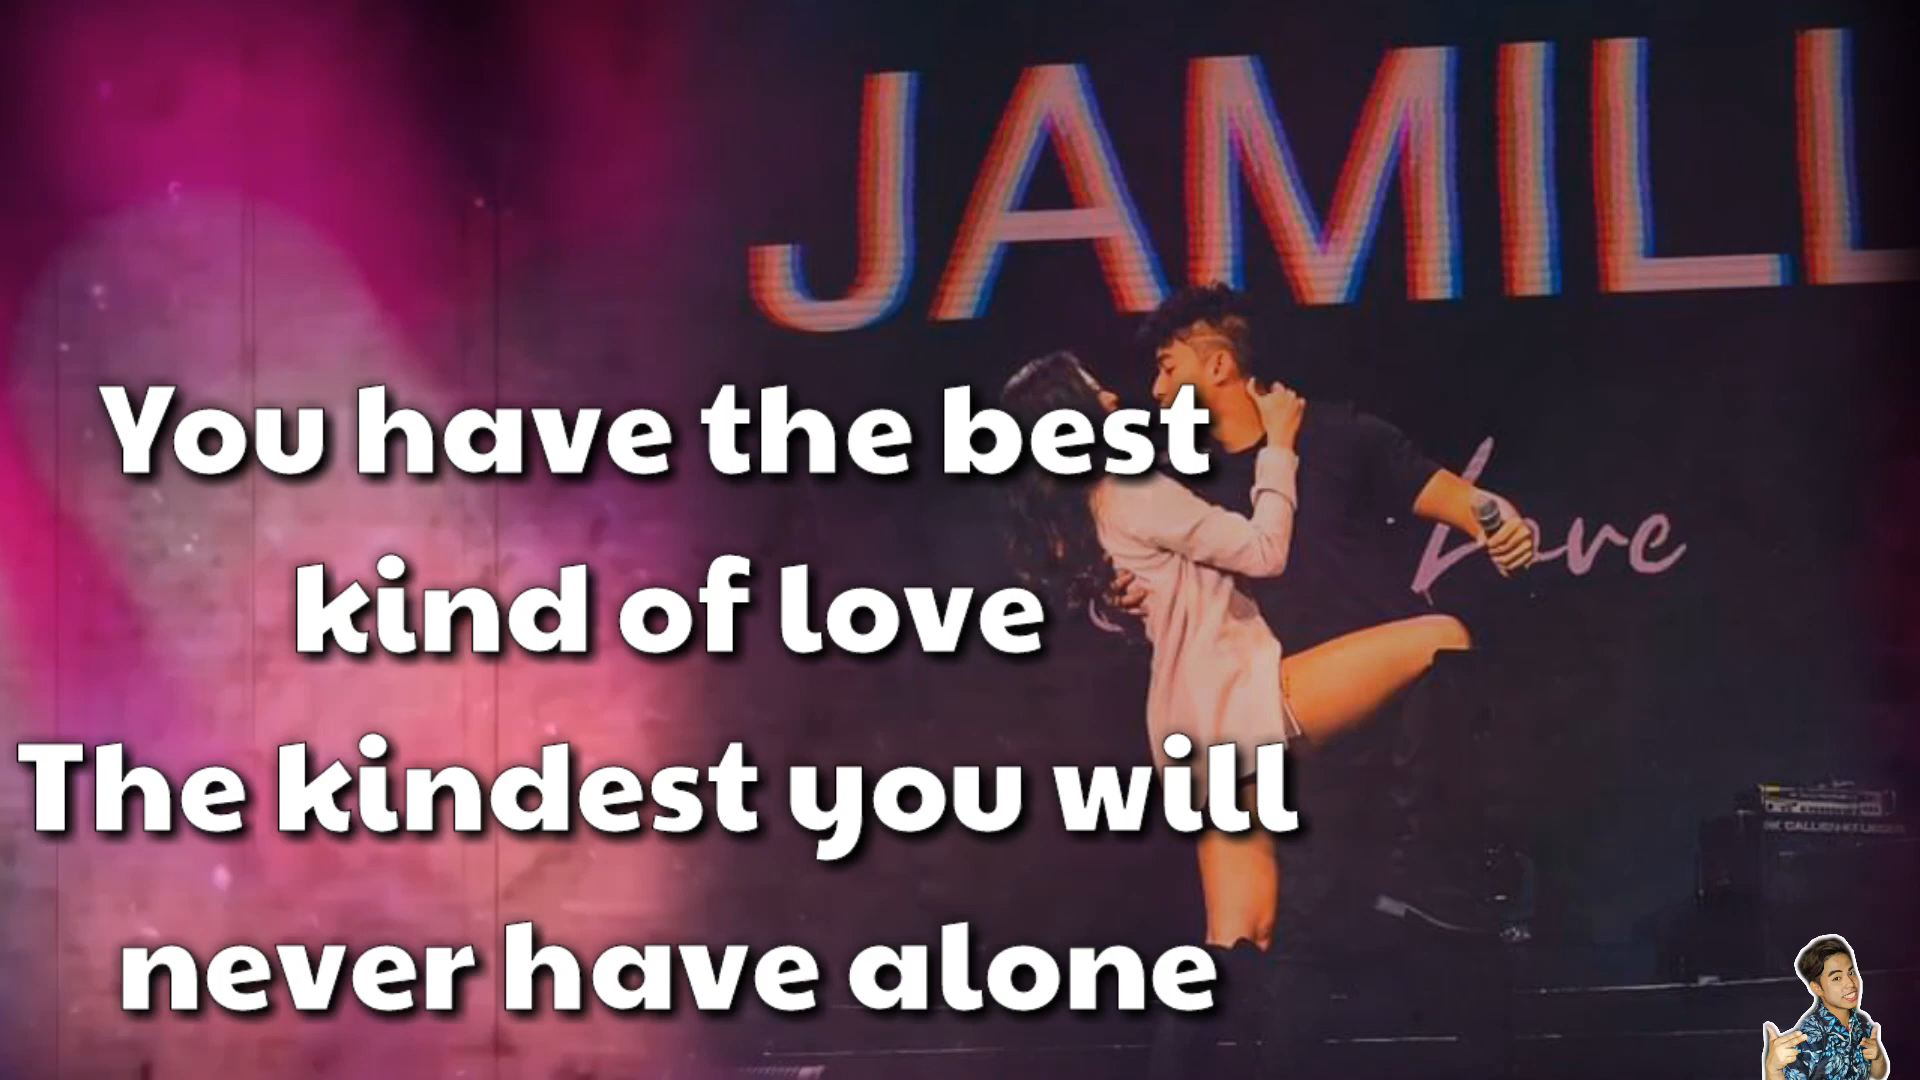 JAMILL
Love
You have the best
kind of love
The kindest you will
never have alone